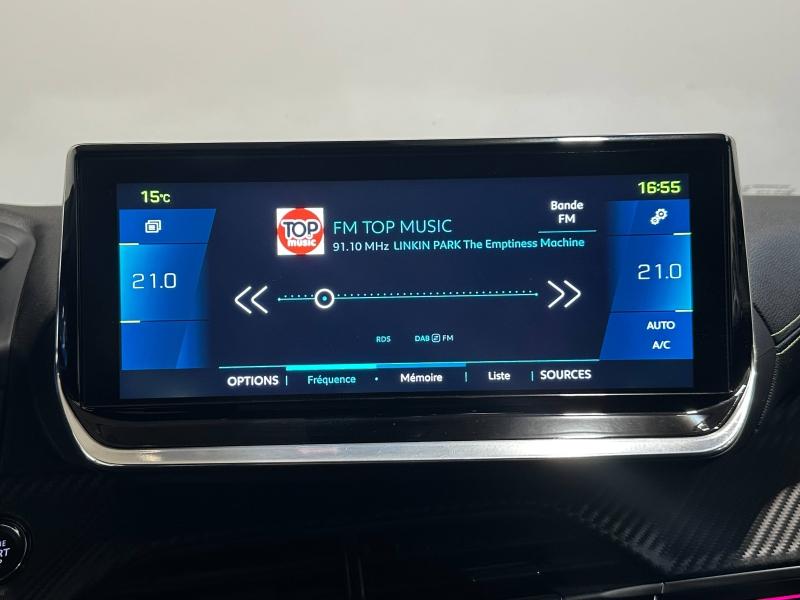 15°C
16:55
TOP
music
FM TOP MUSIC
Bande
FM
91.10 MHz LINKIN PARK The Emptiness Machine
21.0
21.0
RDS
DAB FM
AUTO
A/C
OPTIONS
Fréquence
Mémoire
Liste
SOURCES